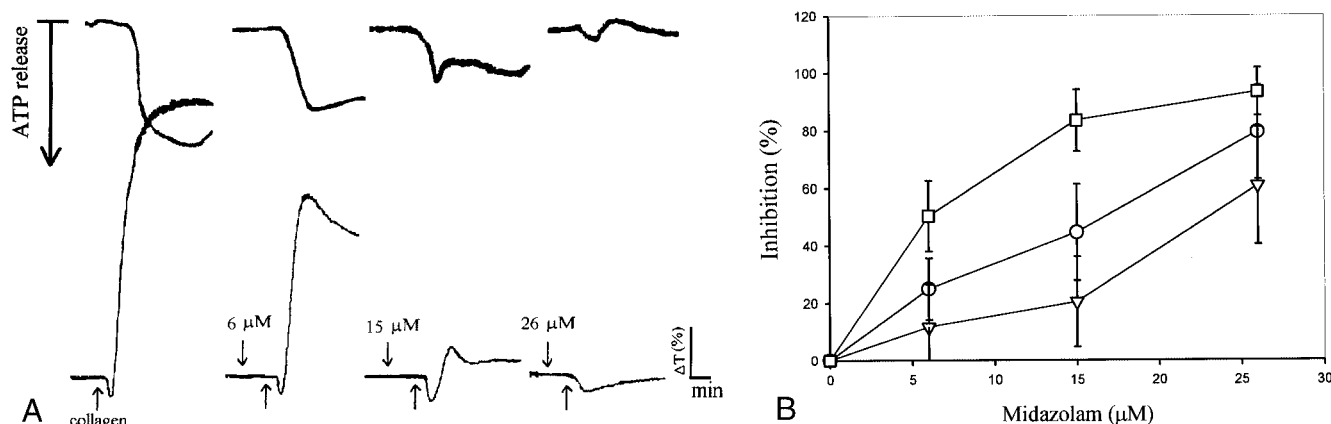 ATP release
6 μM
15 μM
26 μM
ΔT (%)
min
collagen
A
120
100
80
60
40
20
0
Inhibition (%)
0 5 10 15 20 25 30
Midazolam (μM)
B